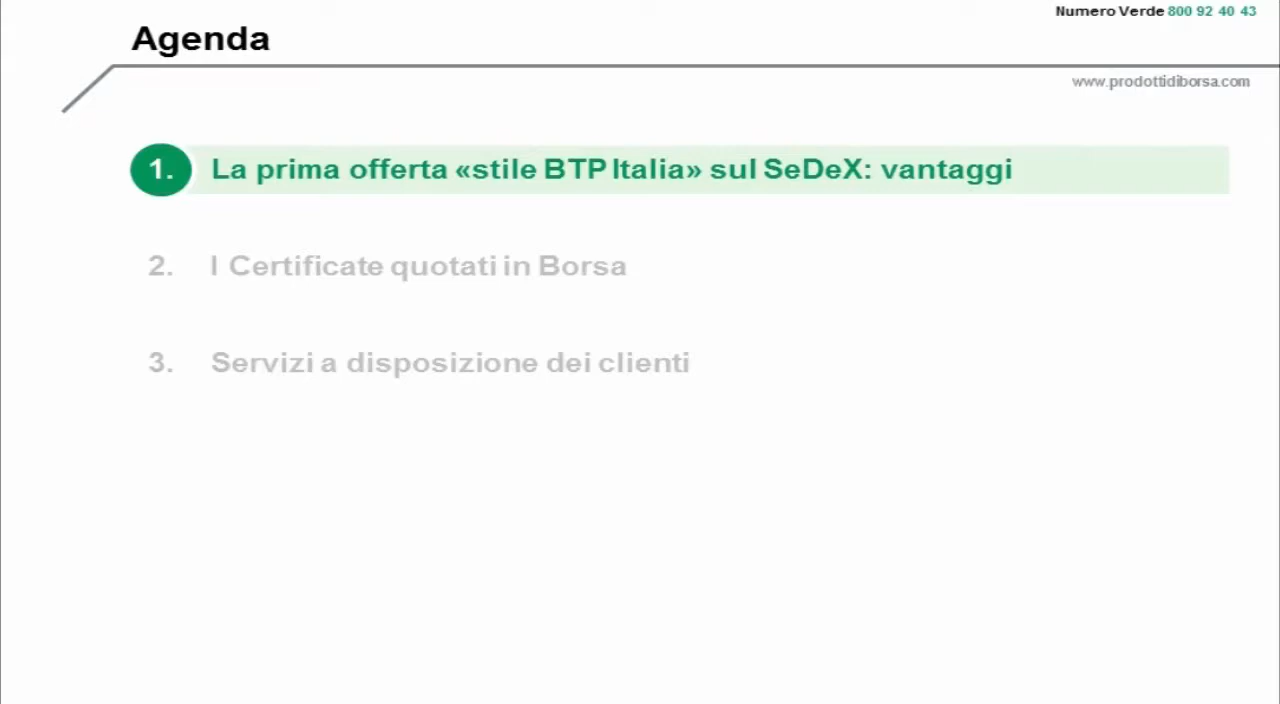 Numero Verde 800 92 40 43
Agenda
www.prodottidiborsa.com
1. La prima offerta «stile BTP Italia» sul SeDeX: vantaggi
2. I Certificate quotati in Borsa
3. Servizi a disposizione dei clienti